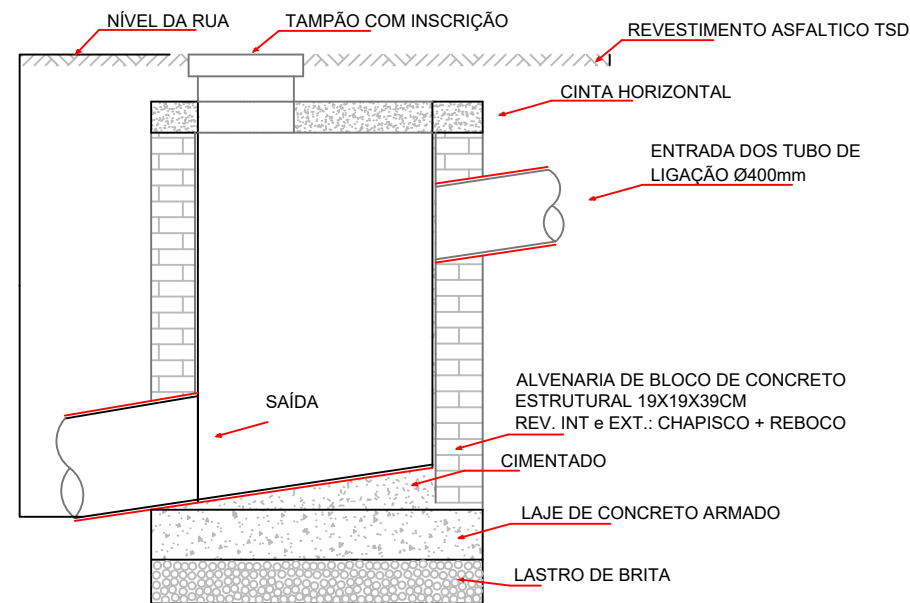 NÍVEL DA RUA
TAMPÃO COM INSCRIÇÃO
REVESTIMENTO ASFALTICO TSD
CINTA HORIZONTAL
ENTRADA DOS TUBO DE
LIGAÇÃO Ø400mm
ALVENARIA DE BLOCO DE CONCRETO
ESTRUTURAL 19X19X39CM
REV. INT e EXT.: CHAPISCO + REBOCO
SAÍDA
CIMENTADO
LAJE DE CONCRETO ARMADO
LASTRO DE BRITA